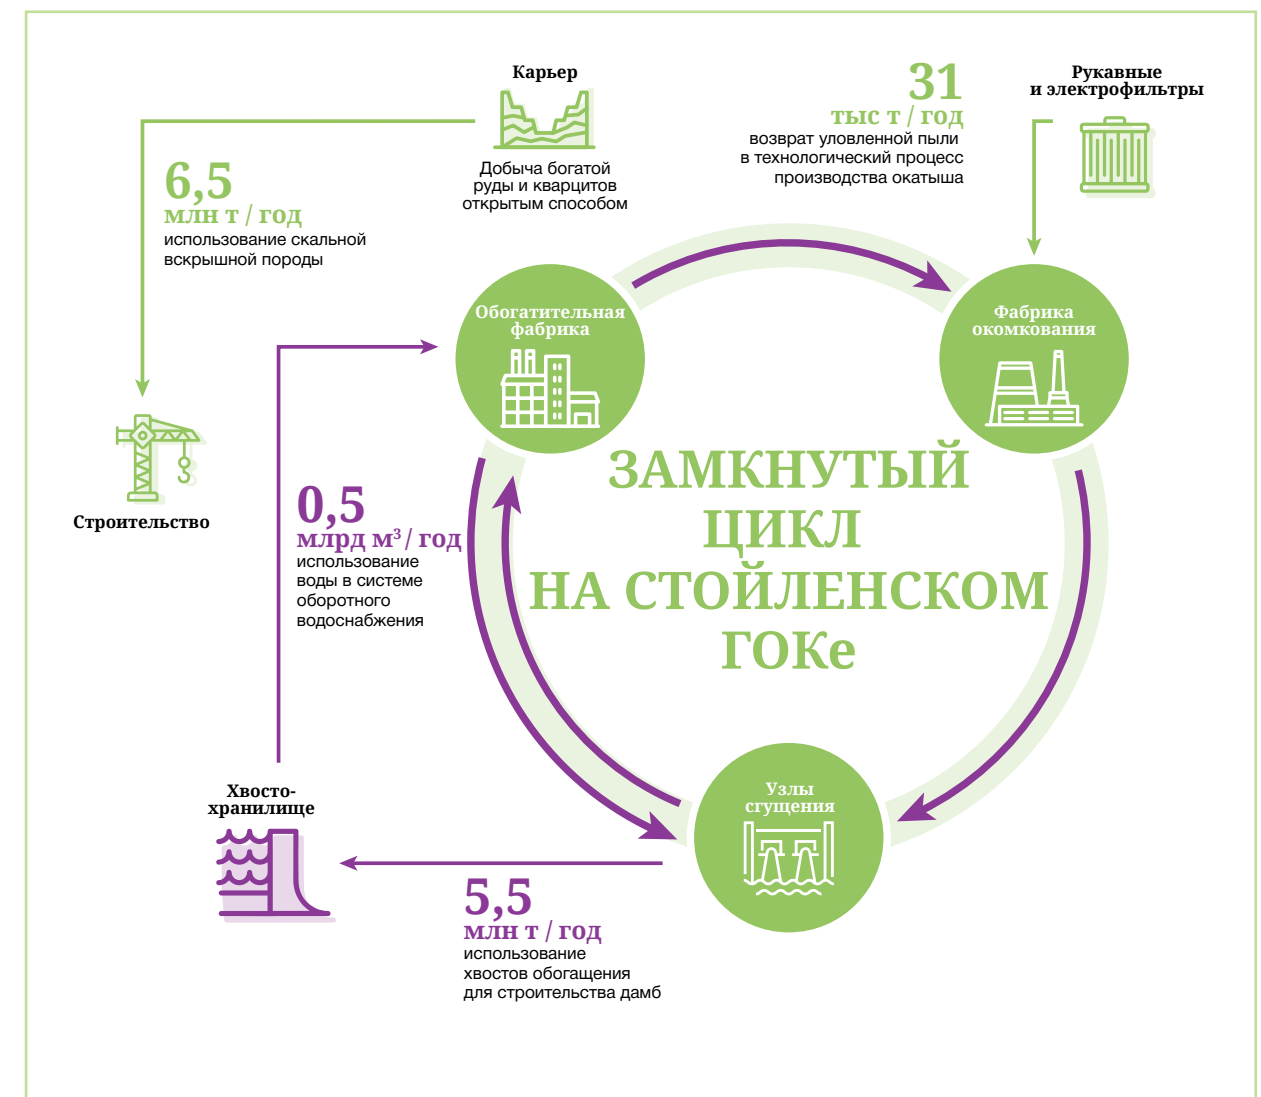 Карьер
Добыча богатой
руды и кварцитов
открытым способом
31
тыс т / год
возврат уловленной пыли
в технологический процесс
производства окатыша
Рукавные
и электрофильтры
6,5
млн т / год
использование скальной
вскрышной породы
Обогатительная
фабрика
Фабрика
окомкования
Строительство
ЗАМКНУТЫЙ
ЦИКЛ
НА СТОЙЛЕНСКОМ
ГОКе
0,5
млрд м³ / год
использование
воды в системе
оборотного
водоснабжения
Хвосто-
хранилище
Узлы
сгущения
5,5
млн т / год
использование
хвостов обогащения
для строительства дамб